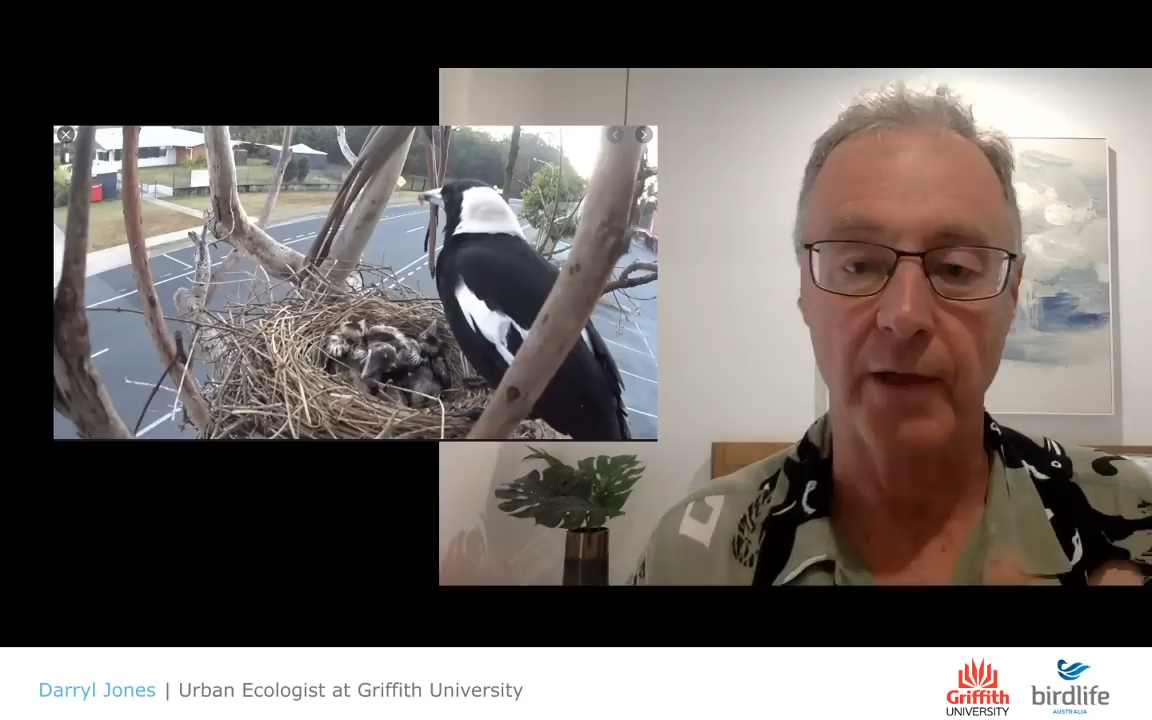 Darryl Jones | Urban Ecologist at Griffith University
Griffith
UNIVERSITY
birdlife
AUSTRALIA